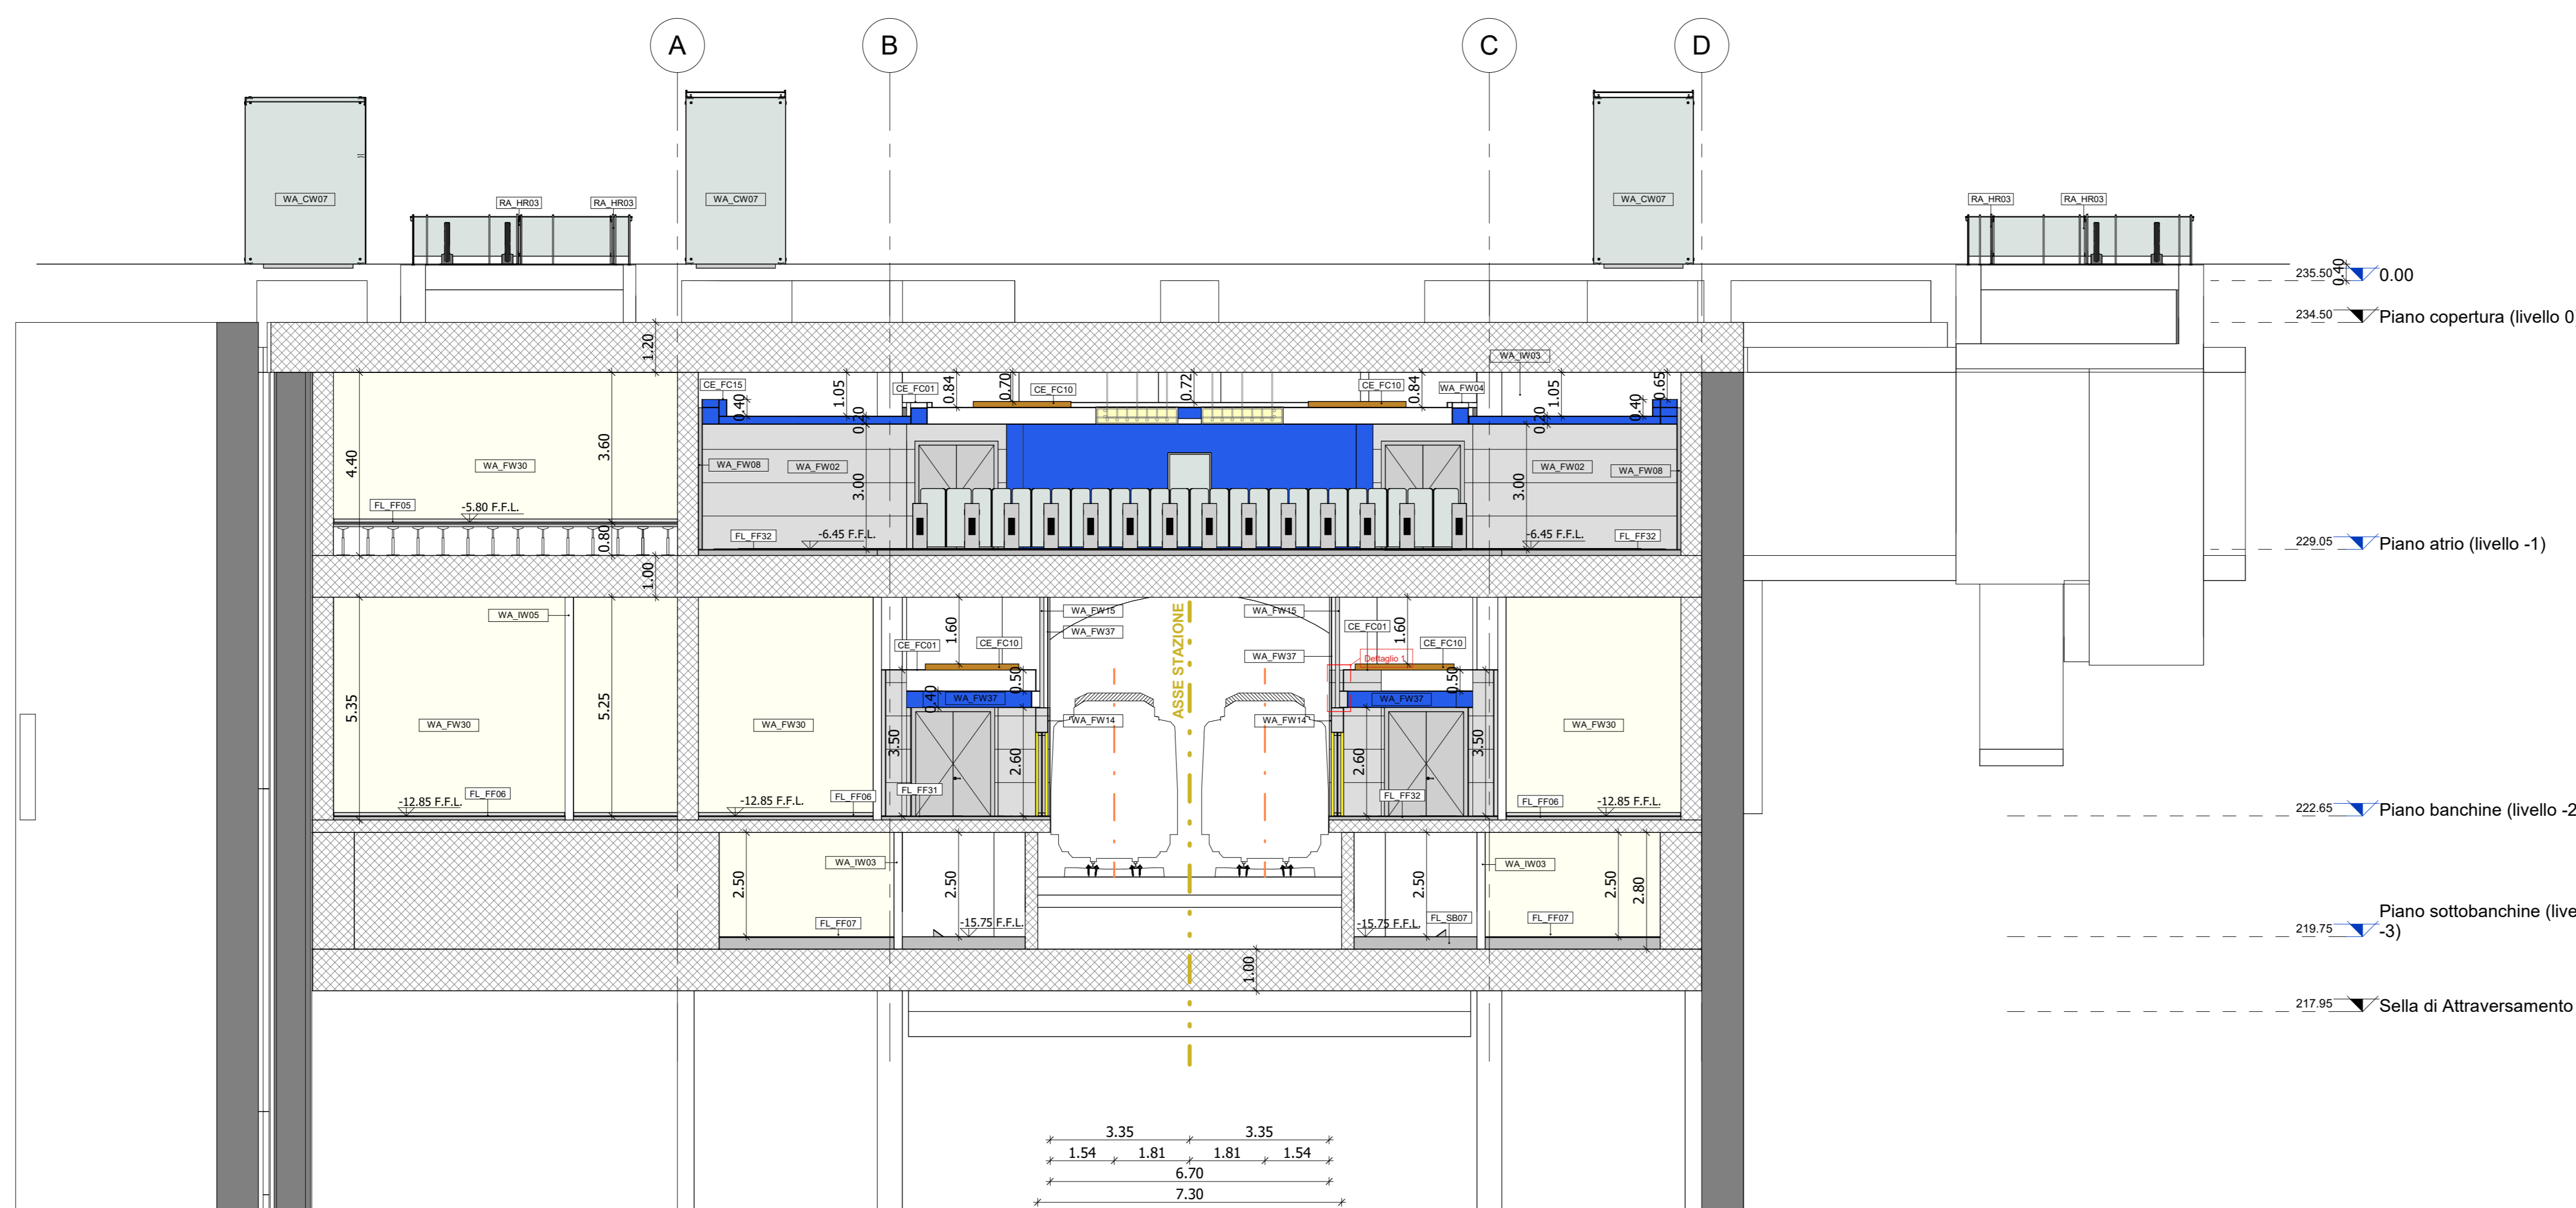 A
B
C
D
WA_CW07
WA_CW07
WA_CW07
RA_HR03
RA_HR03
RA_HR03
RA_HR03
235.50
0.40
0.00
234.50
Piano copertura (livello 0
1.20
WA_IW03
CE_FC15
0.40
1.05
CE_FC01
0.84
0.70
CE_FC10
0.72
CE_FC10
0.84
WA_FW04
1.05
0.40
0.65
0.20
0.20
4.40
3.60
WA_FW30
WA_FW08
WA_FW02
3.00
3.00
WA_FW02
WA_FW08
FL_FF05
-5.80 F.F.L.
0.80
FL_FF32
-6.45 F.F.L.
-6.45 F.F.L.
FL_FF32
229.05
Piano atrio (livello -1)
1.00
WA_IW05
1.60
WA_FW15
WA_FW37
ASSE STAZIONE
WA_FW15
WA_FW37
1.60
CE_FC01
CE_FC10
CE_FC01
CE_FC10
Dettaglio 1
0.50
0.50
0.40
WA_FW37
WA_FW37
5.35
5.25
WA_FW30
WA_FW30
WA_FW14
WA_FW14
WA_FW30
3.50
2.60
2.60
3.50
-12.85 F.F.L.
FL_FF06
-12.85 F.F.L.
FL_FF06
FL_FF31
FL_FF32
FL_FF06
-12.85 F.F.L.
222.65
Piano banchine (livello -2
WA_IW03
WA_IW03
2.50
2.50
2.50
2.50
2.80
FL_FF07
-15.75 F.F.L.
-15.75 F.F.L.
FL_SB07
FL_FF07
Piano sottobanchine (live
219.75
-3)
1.00
217.95
Sella di Attraversamento
3.35
3.35
1.54
1.81
1.81
1.54
6.70
7.30